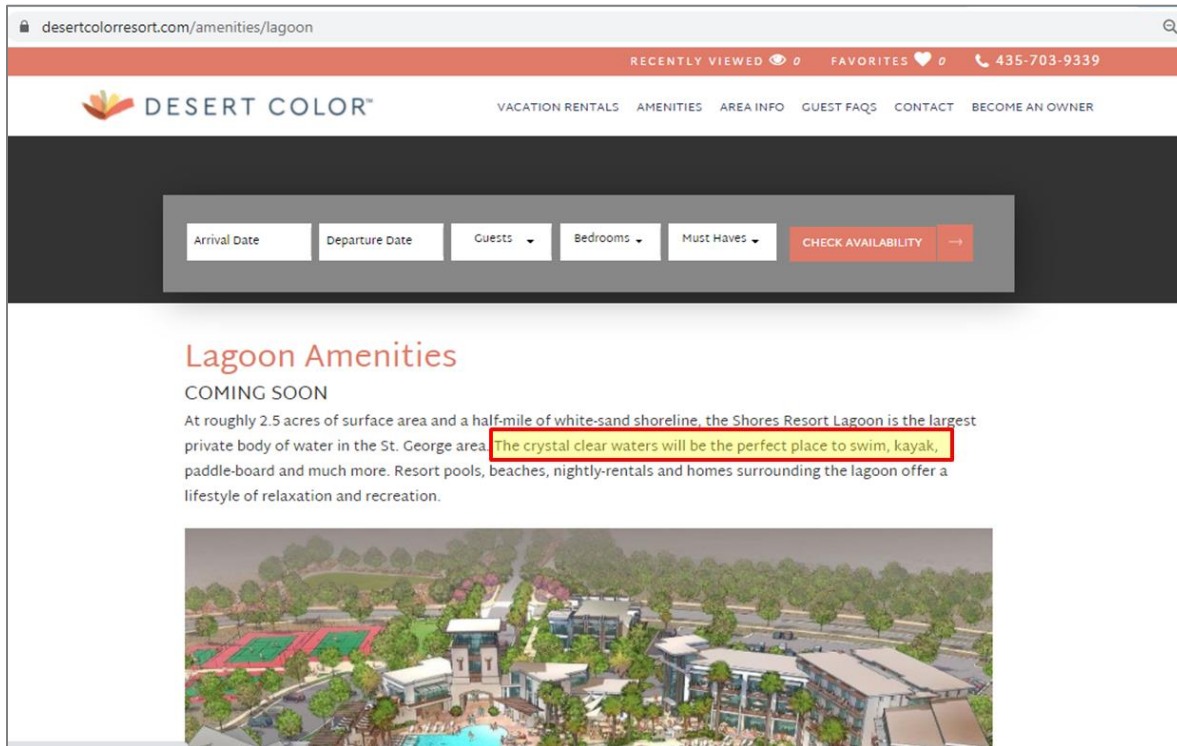 desertcolorresort.com/amenities/lagoon
RECENTLY VIEWED 0 FAVORITES 0 435-703-9339
DESERT COLOR™ VACATION RENTALS AMENITIES AREA INFO GUEST FAQS CONTACT BECOME AN OWNER
Arrival Date Departure Date Guests Bedrooms Must Haves CHECK AVAILABILITY →
Lagoon Amenities
COMING SOON
At roughly 2.5 acres of surface area and a half-mile of white-sand shoreline, the Shores Resort Lagoon is the largest
private body of water in the St. George area. The crystal clear waters will be the perfect place to swim, kayak,
paddle-board and much more. Resort pools, beaches, nightly-rentals and homes surrounding the lagoon offer a
lifestyle of relaxation and recreation.